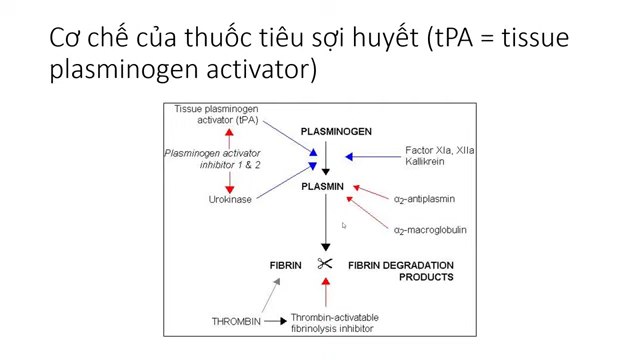 Cơ chế của thuốc tiêu sợi huyết (tPA = tissue
plasminogen activator)
Tissue plasminogen
activator (tPA)
PLASMINOGEN
Plasminogen activator
inhibitor 1 & 2
Factor XIa, XIIa
Kallikrein
Urokinase
PLASMIN
α2-antiplasmin
α2-macroglobulin
FIBRIN
FIBRIN DEGRADATION
PRODUCTS
THROMBIN
Thrombin-activatable
fibrinolysis inhibitor